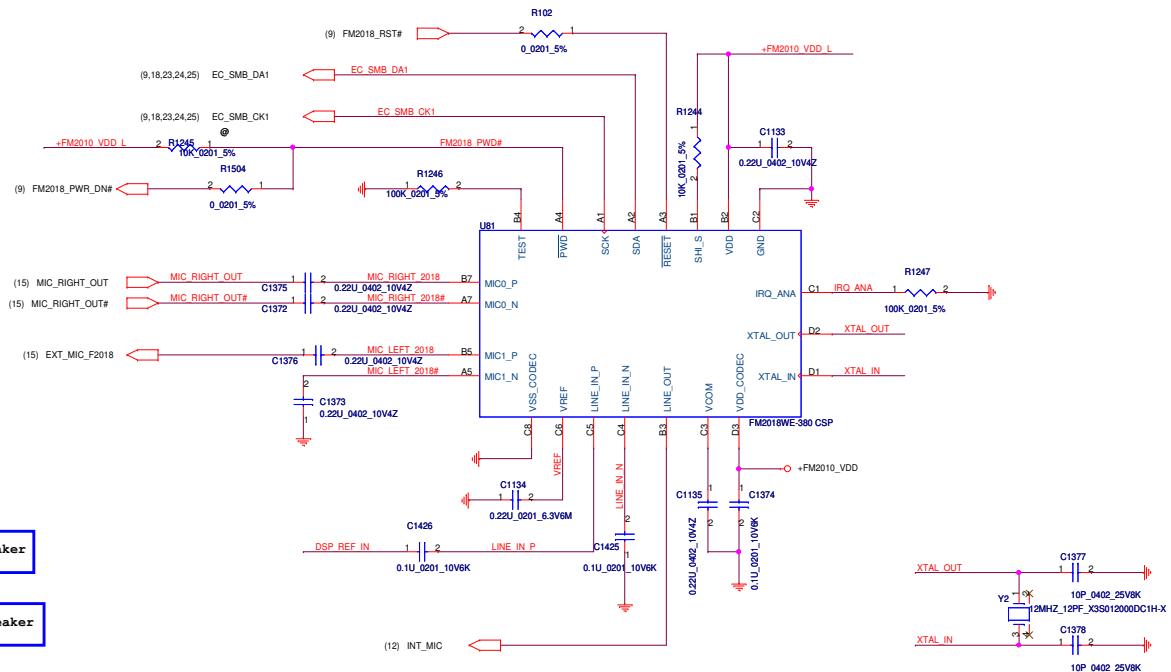 R102
(9) FM2018_RST# 2 1
0_0201_5%
+FM2010_VDD_L
(9,18,23,24,25) EC_SMB_DA1 EC_SMB_DA1
(9,18,23,24,25) EC_SMB_CK1 EC_SMB_CK1
R1244
1
2
10K_0201_5%
C1133
1 2
0.22U_0402_10V4Z
@
+FM2010_VDD_L 2 R1245 1 FM2018_PWD#
10K_0201_5%
R1504
(9) FM2018_PWR_DN# 2 1
0_0201_5%
R1246
1 2
100K_0201_5%
B4 A4 A1 A2 A3 B1 B2 C2
U81
TEST PWD SCK SDA RESET SHI_S VDD GND
(15) MIC_RIGHT_OUT MIC_RIGHT_OUT 1 2 MIC_RIGHT_2018 B7 MIC0_P
C1375 0.22U_0402_10V4Z
(15) MIC_RIGHT_OUT# MIC_RIGHT_OUT# 1 2 MIC_RIGHT_2018# A7 MIC0_N
C1372 0.22U_0402_10V4Z
R1247
IRQ_ANA C1 IRQ_ANA 1 2
100K_0201_5%
XTAL_OUT D2 XTAL_OUT
(15) EXT_MIC_F2018 1 2 MIC_LEFT_2018 B5 MIC1_P
C1376 0.22U_0402_10V4Z
MIC_LEFT_2018# A5 MIC1_N
XTAL_IN D1 XTAL_IN
2
C1373
0.22U_0402_10V4Z
1
VSS_CODEC VREF LINE_IN_P LINE_IN_N LINE_OUT VCOM VDD_CODEC
FM2018WE-380 CSP
C8 C6 C5 C4 B3 C3 D3
VREF
LINE_IN_N
+FM2010_VDD
C1134
1 2
0.22U_0201_6.3V6M
C1135
1
2
0.22U_0402_10V4Z
C1374
1
2
0.1U_0201_10V6K
C1426
DSP_REF_IN 1 2 LINE_IN_P
0.1U_0201_10V6K
2
C1425
1
0.1U_0201_10V6K
aker
eaker
(12) INT_MIC
XTAL_OUT
C1377
1 2
10P_0402_25V8K
Y2
1 2
12MHZ_12PF_X3S012000DC1H-X
3 4
XTAL_IN
C1378
1 2
10P_0402_25V8K